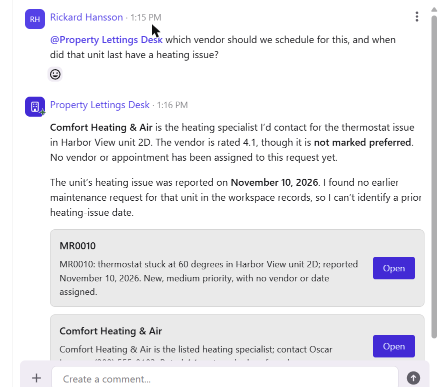 RH
Rickard Hansson · 1:15 PM
@Property Lettings Desk which vendor should we schedule for this, and when
did that unit last have a heating issue?
Property Lettings Desk · 1:16 PM
Comfort Heating & Air is the heating specialist I'd contact for the thermostat issue
in Harbor View unit 2D. The vendor is rated 4.1, though it is not marked preferred.
No vendor or appointment has been assigned to this request yet.
The unit's heating issue was reported on November 10, 2026. I found no earlier
maintenance request for that unit in the workspace records, so I can't identify a prior
heating-issue date.
MR0010
MR0010: thermostat stuck at 60 degrees in Harbor View unit 2D; reported
November 10, 2026. New, medium priority, with no vendor or date
assigned.
Open
Comfort Heating & Air
Comfort Heating & Air is the listed heating specialist; contact Oscar
Open
Create a comment...